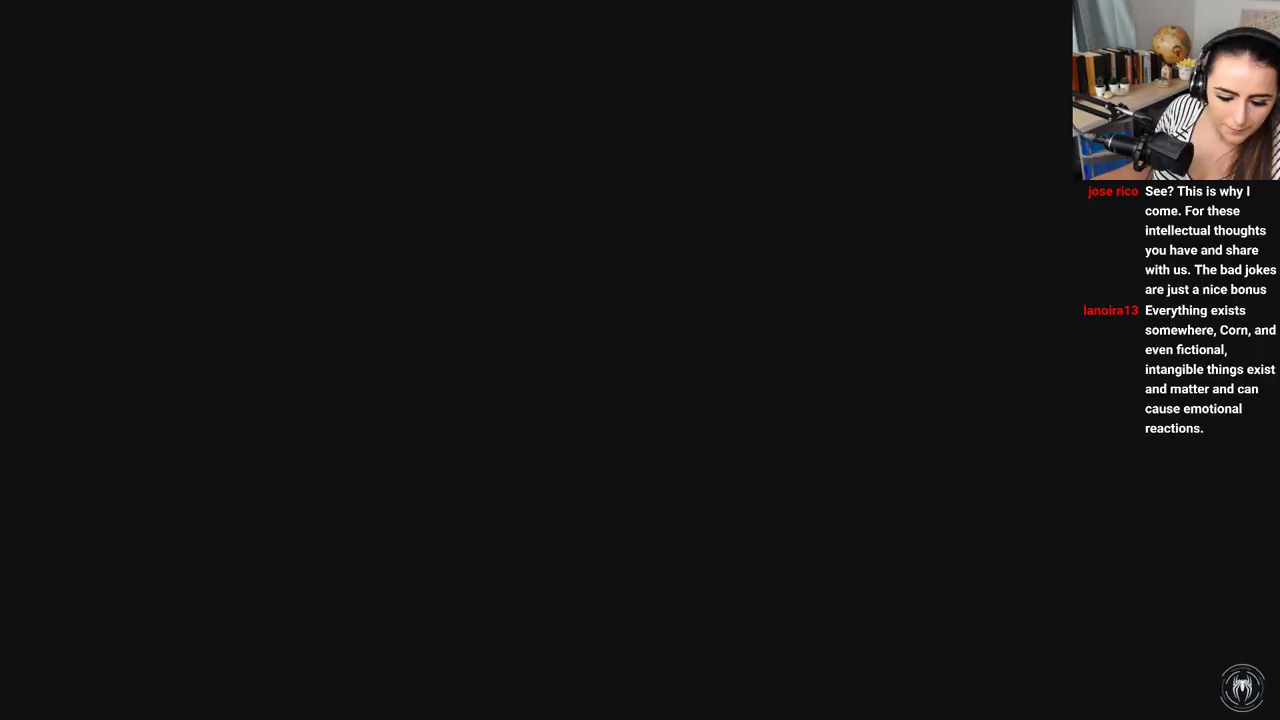 jose rico See? This is why I
come. For these
intellectual thoughts
you have and share
with us. The bad jokes
are just a nice bonus
lanoira13 Everything exists
somewhere, Corn, and
even fictional,
intangible things exist
and matter and can
cause emotional
reactions.